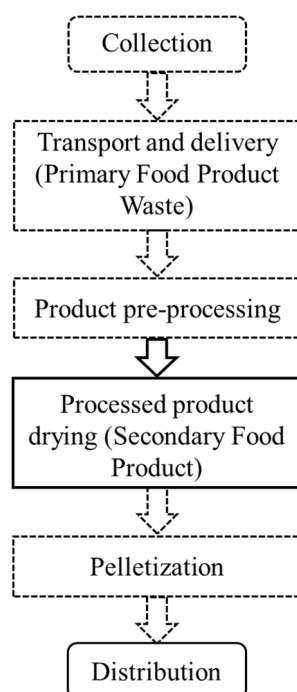 Collection
Transport and delivery
(Primary Food Product
Waste)
Product pre-processing
Processed product
drying (Secondary Food
Product)
Pelletization
Distribution